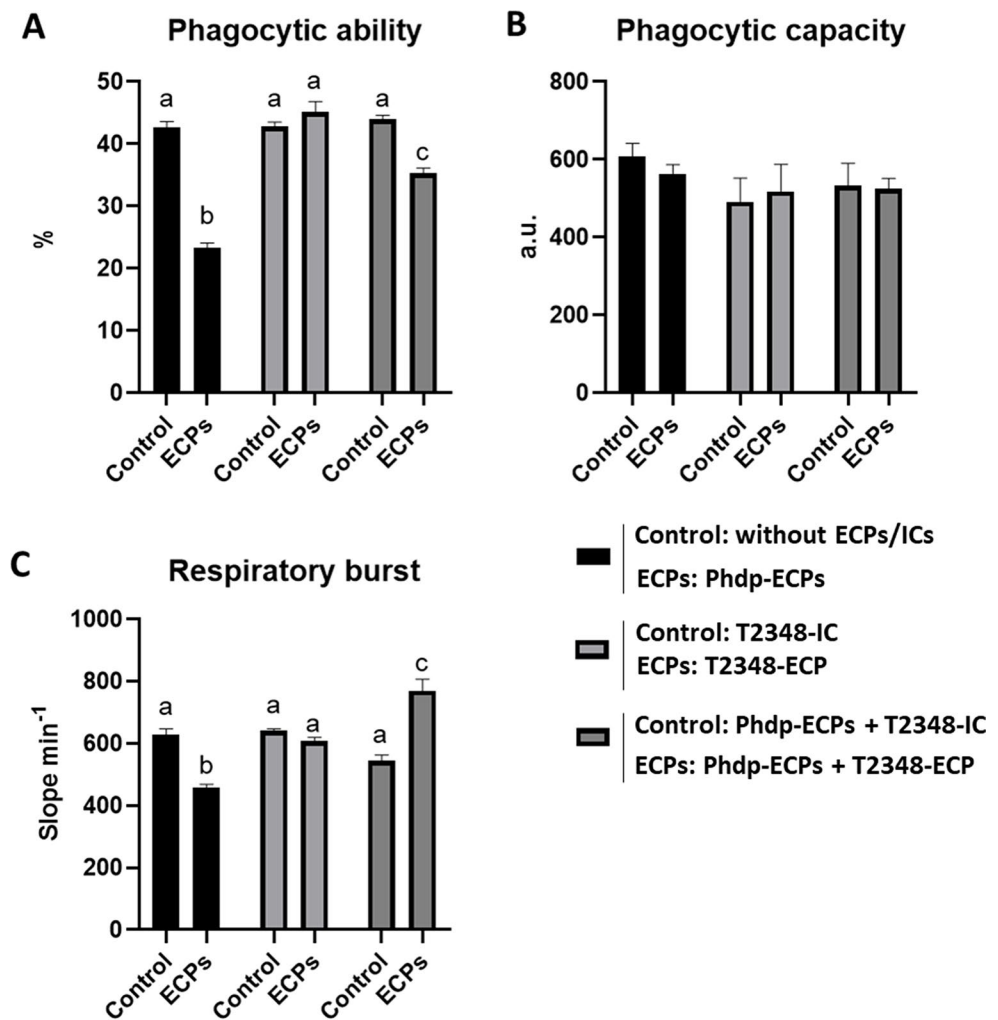 A
Phagocytic ability
50
40
30
20
10
0
%
a
b
a
a
a
c
Control
ECPs
Control
ECPs
Control
ECPs
B
Phagocytic capacity
800
600
400
200
0
a.u.
Control
ECPs
Control
ECPs
Control
ECPs
C
Respiratory burst
1000
800
600
400
200
0
Slope min⁻¹
a
b
a
a
a
c
Control
ECPs
Control
ECPs
Control
ECPs
Control: without ECPs/ICs
ECPs: Phdp-ECPs
Control: T2348-IC
ECPs: T2348-ECP
Control: Phdp-ECPs + T2348-IC
ECPs: Phdp-ECPs + T2348-ECP